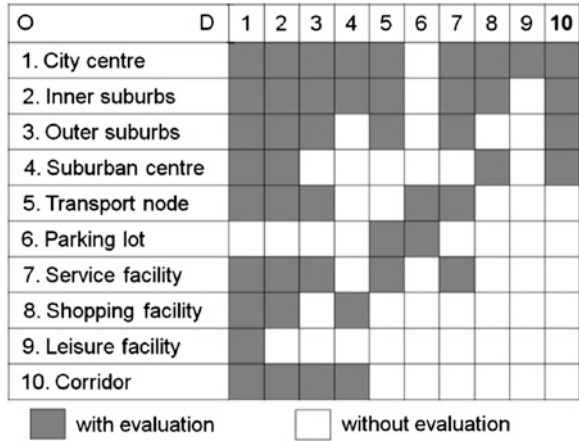 O D 1 2 3 4 5 6 7 8 9 10
1. City centre
2. Inner suburbs
3. Outer suburbs
4. Suburban centre
5. Transport node
6. Parking lot
7. Service facility
8. Shopping facility
9. Leisure facility
10. Corridor
with evaluation without evaluation